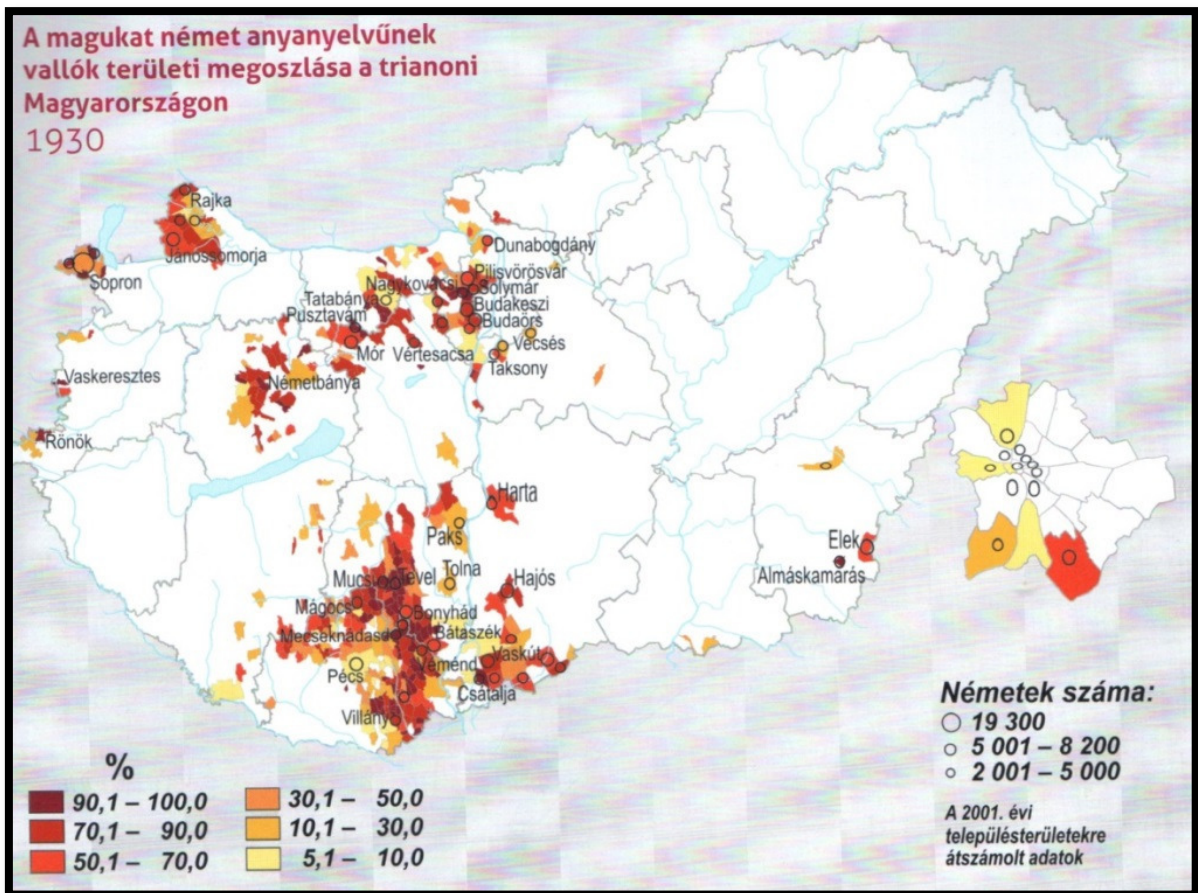 A magukat német anyanyelvűnek
vallók területi megoszlása a trianoni
Magyarországon
1930
Rajka
Jánossomorja
Sopron
Dunabogdány
Pilisvörösvár
Nagykovácsi
Solymár
Tatabánya
Budakeszi
Pusztavám
Budaörs
Vecsés
Mór
Vértesacsa
Taksony
Vaskeresztes
Németbánya
Rönök
Harta
Paks
Elek
Mucsi
Tevel
Tolna
Almáskamarás
Hajós
Mágocs
Bonyhád
Mecseknádasd
Bátaszék
Vaskút
Véménd
Pécs
Csátalja
Villány
Németek száma:
19 300
5 001 – 8 200
2 001 – 5 000
%
90,1 – 100,0
70,1 – 90,0
50,1 – 70,0
30,1 – 50,0
10,1 – 30,0
5,1 – 10,0
A 2001. évi
településterületekre
átszámolt adatok